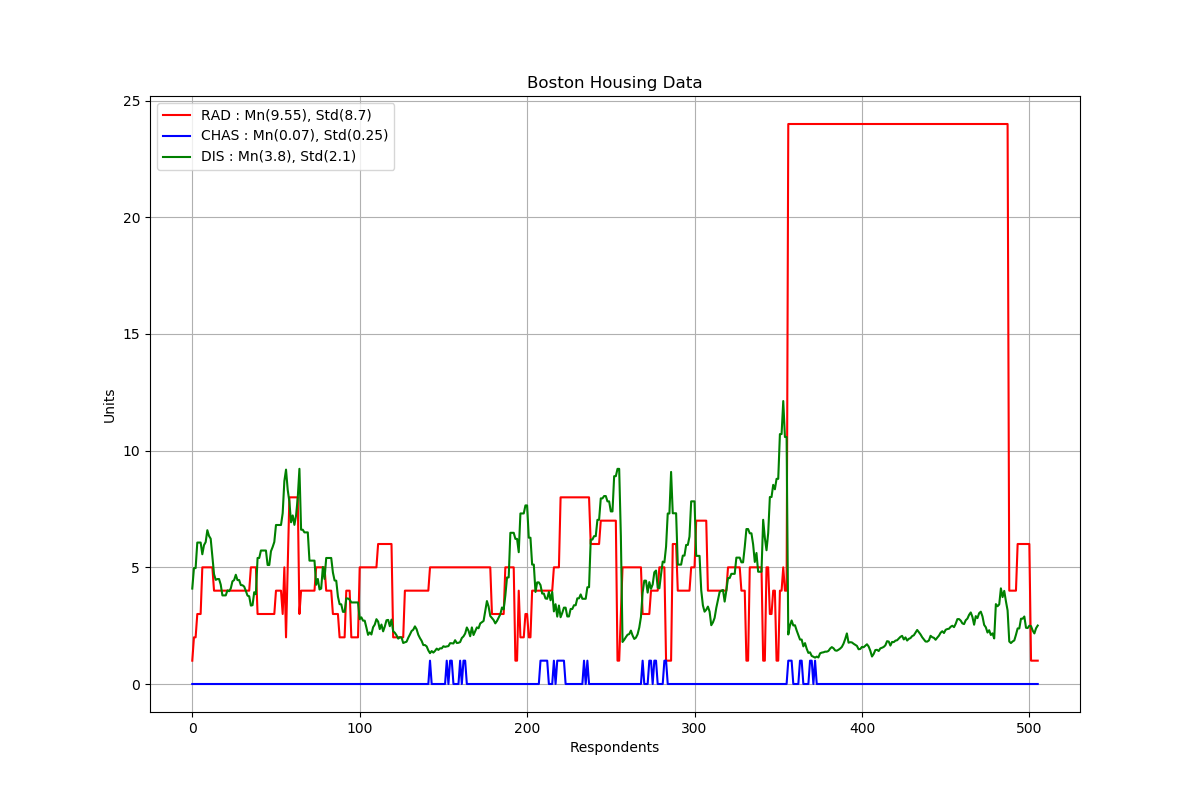 Boston Housing Data
RAD : Mn(9.55), Std(8.7)
CHAS : Mn(0.07), Std(0.25)
DIS : Mn(3.8), Std(2.1)
25
20
15
10
5
0
Units
0 100 200 300 400 500
Respondents